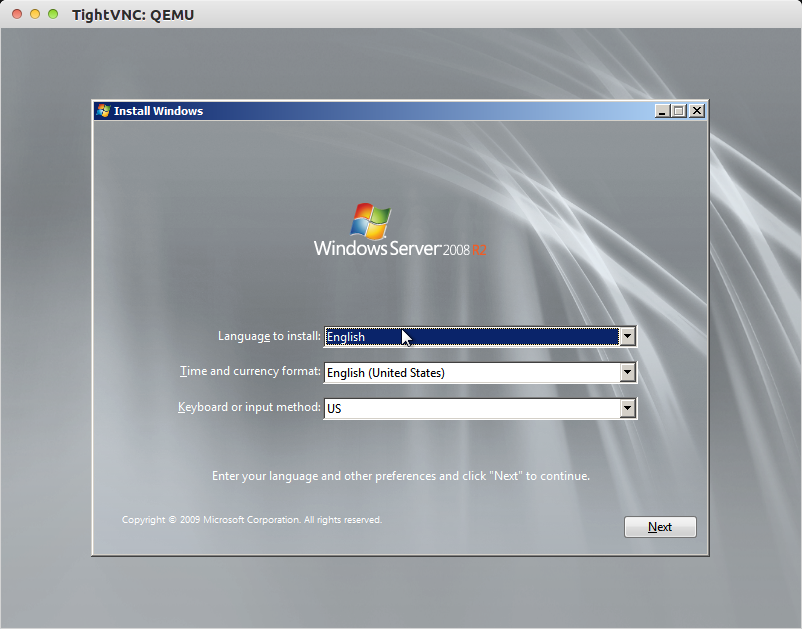 TightVNC: QEMU
Install Windows
Windows Server 2008 R2
Language to install: English
Time and currency format: English (United States)
Keyboard or input method: US
Enter your language and other preferences and click "Next" to continue.
Copyright © 2009 Microsoft Corporation. All rights reserved.
Next